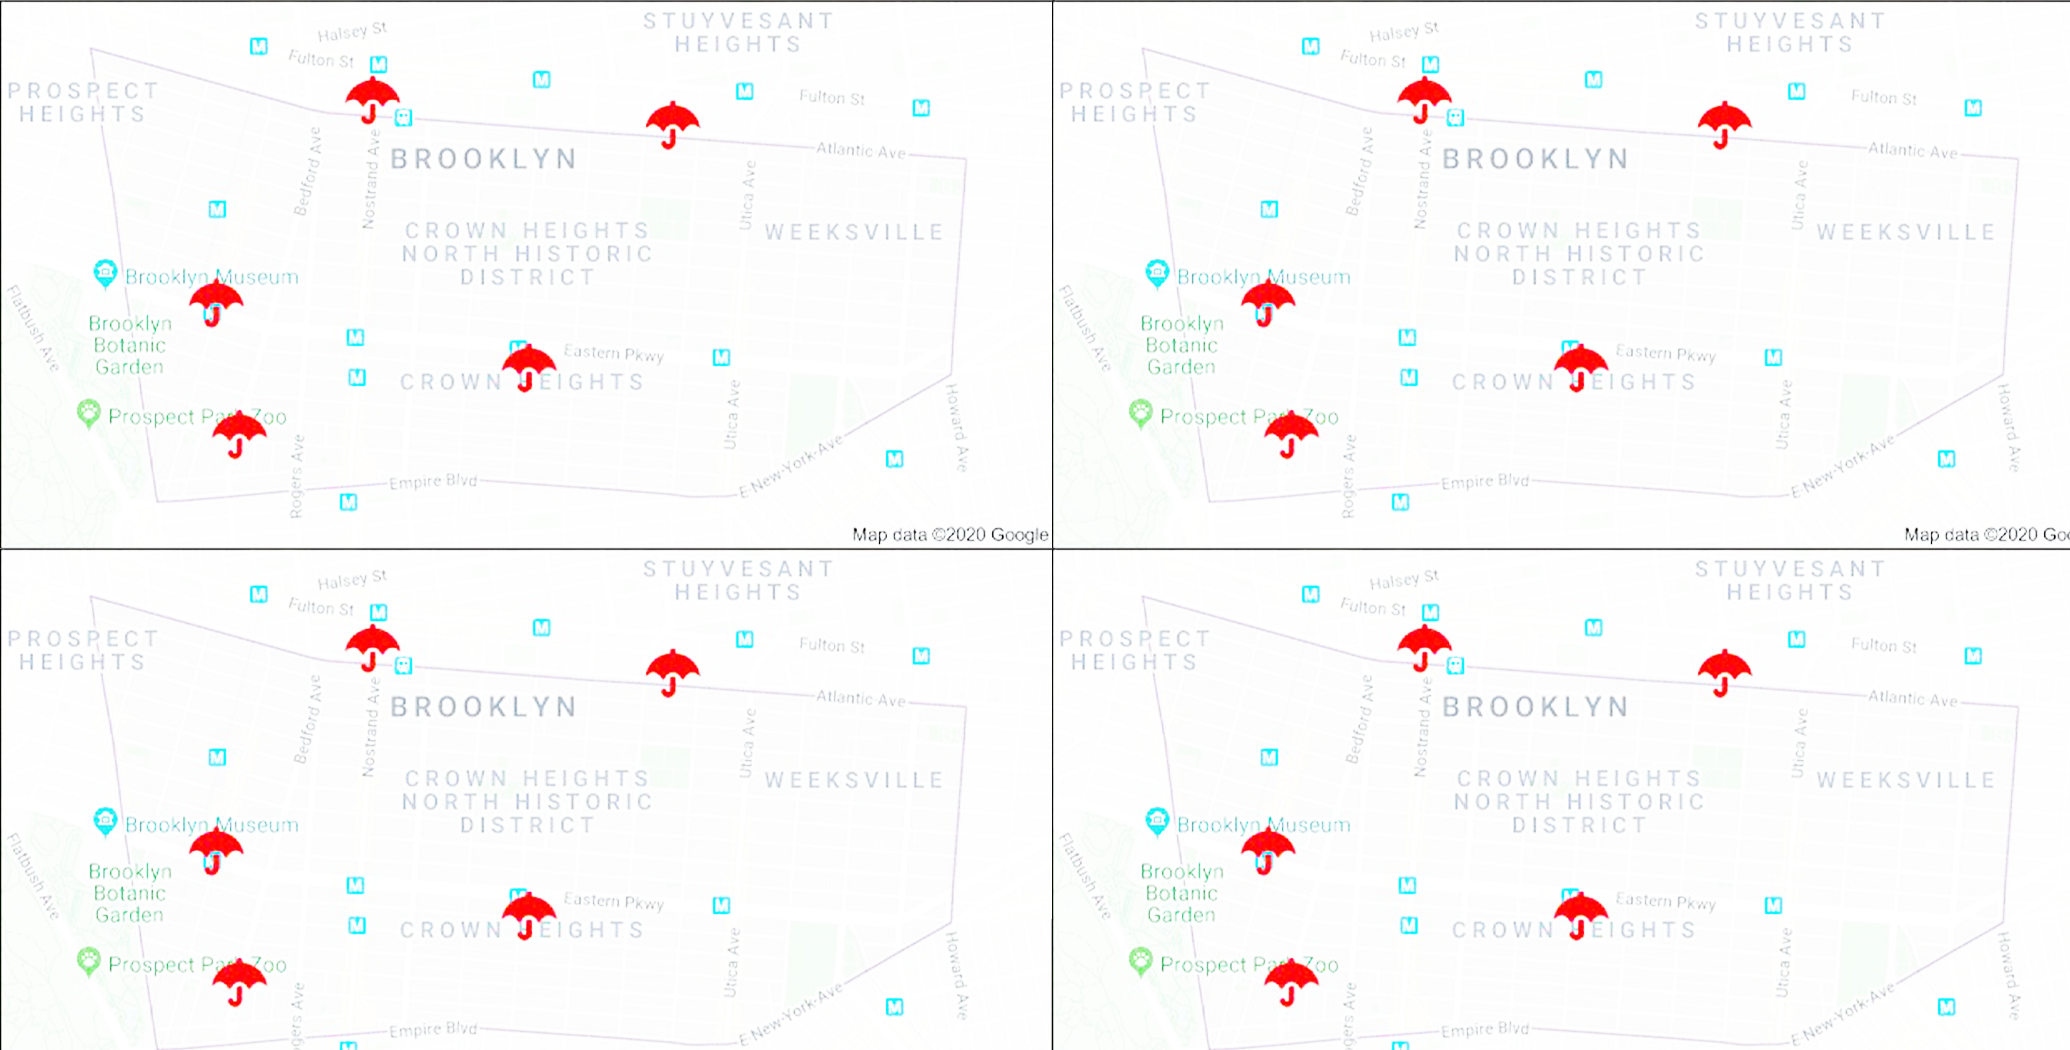 STUYVESANT
HEIGHTS
Halsey St
Fulton St
PROSPECT
HEIGHTS
Fulton St
Bedford Ave
Nostrand Ave
BROOKLYN
Atlantic Ave
Utica Ave
CROWN HEIGHTS
NORTH HISTORIC
DISTRICT
WEEKSVILLE
Brooklyn Museum
Flatbush Ave
Brooklyn
Botanic
Garden
Eastern Pkwy
CROWN HEIGHTS
Prospect Park Zoo
Utica Ave
Howard Ave
Rogers Ave
Empire Blvd
E New York Ave
Map data ©2020 Google
STUYVESANT
HEIGHTS
Halsey St
Fulton St
PROSPECT
HEIGHTS
Fulton St
Bedford Ave
Nostrand Ave
BROOKLYN
Atlantic Ave
Utica Ave
CROWN HEIGHTS
NORTH HISTORIC
DISTRICT
WEEKSVILLE
Brooklyn Museum
Flatbush Ave
Brooklyn
Botanic
Garden
Eastern Pkwy
CROWN HEIGHTS
Prospect Park Zoo
Utica Ave
Howard Ave
Rogers Ave
Empire Blvd
E New York Ave
Map data ©2020 Goo
STUYVESANT
HEIGHTS
Halsey St
Fulton St
PROSPECT
HEIGHTS
Fulton St
Bedford Ave
Nostrand Ave
BROOKLYN
Atlantic Ave
Utica Ave
CROWN HEIGHTS
NORTH HISTORIC
DISTRICT
WEEKSVILLE
Brooklyn Museum
Flatbush Ave
Brooklyn
Botanic
Garden
Eastern Pkwy
CROWN HEIGHTS
Prospect Park Zoo
Utica Ave
Howard Ave
gers Ave
Empire Blvd
E New York Ave
STUYVESANT
HEIGHTS
Halsey St
Fulton St
PROSPECT
HEIGHTS
Fulton St
Bedford Ave
Nostrand Ave
BROOKLYN
Atlantic Ave
Utica Ave
CROWN HEIGHTS
NORTH HISTORIC
DISTRICT
WEEKSVILLE
Brooklyn Museum
Flatbush Ave
Brooklyn
Botanic
Garden
Eastern Pkwy
CROWN HEIGHTS
Prospect Park Zoo
Utica Ave
Howard Ave
gers Ave
Empire Blvd
E New York Ave